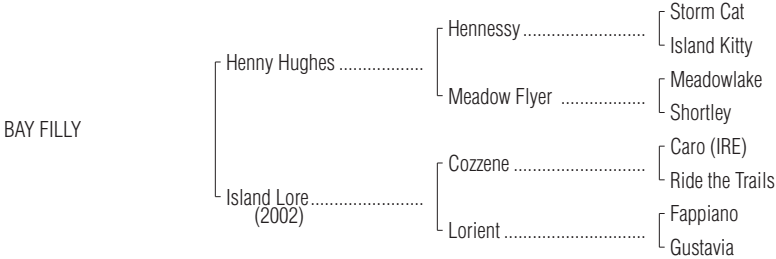 Storm Cat
Hennessy ..........................
Island Kitty
Henny Hughes ..................
Meadowlake
Meadow Flyer ..................
Shortley
BAY FILLY
Caro (IRE)
Cozzene ............................
Ride the Trails
Island Lore........................
(2002)
Fappiano
Lorient ..............................
Gustavia